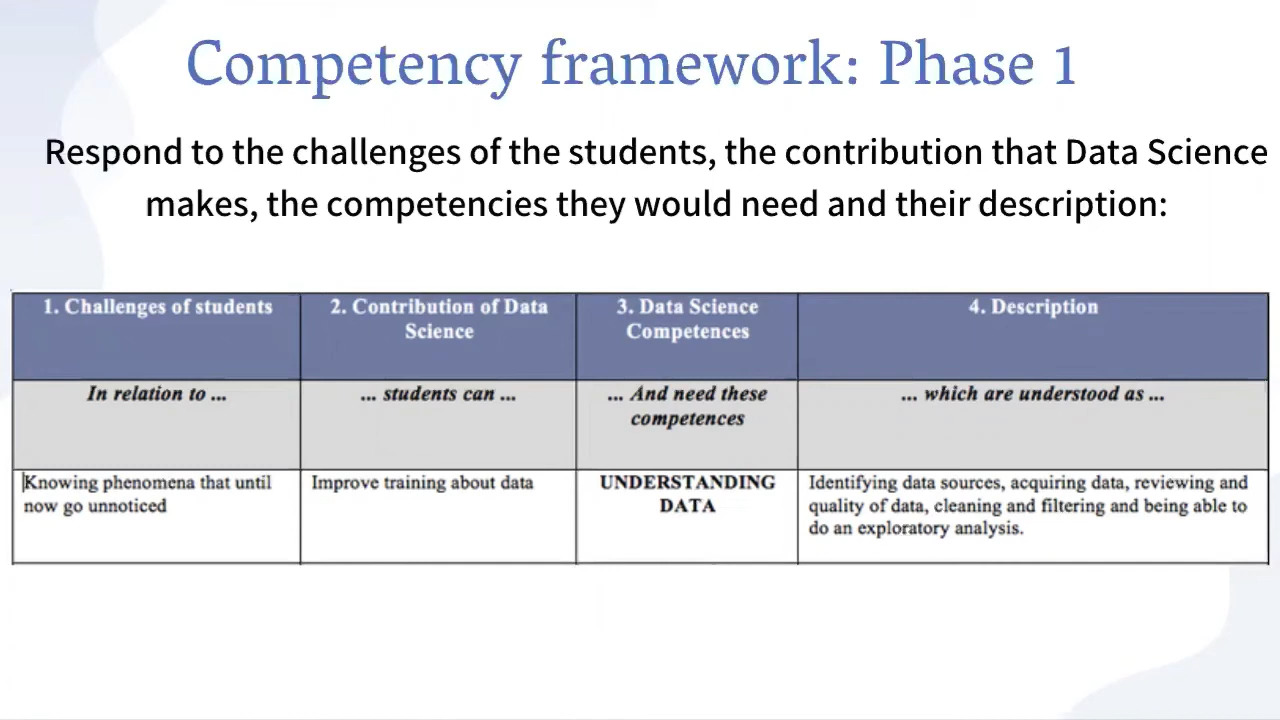 Competency framework: Phase 1
Respond to the challenges of the students, the contribution that Data Science
makes, the competencies they would need and their description:
1. Challenges of students
2. Contribution of Data
Science
3. Data Science
Competences
4. Description
In relation to ...
... students can ...
... And need these
competences
... which are understood as ...
Knowing phenomena that until
now go unnoticed
Improve training about data
UNDERSTANDING
DATA
Identifying data sources, acquiring data, reviewing and
quality of data, cleaning and filtering and being able to
do an exploratory analysis.